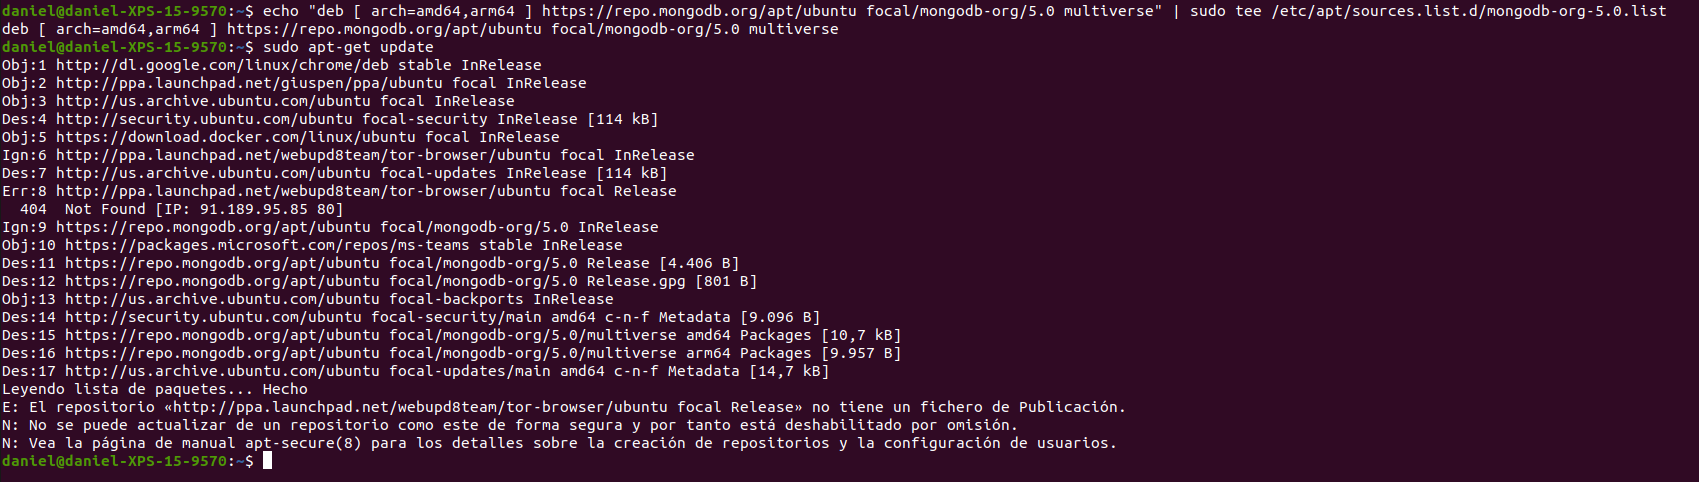 daniel@daniel-XPS-15-9570:~$ echo "deb [ arch=amd64,arm64 ] https://repo.mongodb.org/apt/ubuntu focal/mongodb-org/5.0 multiverse" | sudo tee /etc/apt/sources.list.d/mongodb-org-5.0.list
deb [ arch=amd64,arm64 ] https://repo.mongodb.org/apt/ubuntu focal/mongodb-org/5.0 multiverse
daniel@daniel-XPS-15-9570:~$ sudo apt-get update
Obj:1 http://dl.google.com/linux/chrome/deb stable InRelease
Obj:2 http://ppa.launchpad.net/giuspen/ppa/ubuntu focal InRelease
Obj:3 http://us.archive.ubuntu.com/ubuntu focal InRelease
Des:4 http://security.ubuntu.com/ubuntu focal-security InRelease [114 kB]
Obj:5 https://download.docker.com/linux/ubuntu focal InRelease
Ign:6 http://ppa.launchpad.net/webupd8team/tor-browser/ubuntu focal InRelease
Des:7 http://us.archive.ubuntu.com/ubuntu focal-updates InRelease [114 kB]
Err:8 http://ppa.launchpad.net/webupd8team/tor-browser/ubuntu focal Release
  404  Not Found [IP: 91.189.95.85 80]
Ign:9 https://repo.mongodb.org/apt/ubuntu focal/mongodb-org/5.0 InRelease
Obj:10 https://packages.microsoft.com/repos/ms-teams stable InRelease
Des:11 https://repo.mongodb.org/apt/ubuntu focal/mongodb-org/5.0 Release [4.406 B]
Des:12 https://repo.mongodb.org/apt/ubuntu focal/mongodb-org/5.0 Release.gpg [801 B]
Obj:13 http://us.archive.ubuntu.com/ubuntu focal-backports InRelease
Des:14 http://security.ubuntu.com/ubuntu focal-security/main amd64 c-n-f Metadata [9.096 B]
Des:15 https://repo.mongodb.org/apt/ubuntu focal/mongodb-org/5.0/multiverse amd64 Packages [10,7 kB]
Des:16 https://repo.mongodb.org/apt/ubuntu focal/mongodb-org/5.0/multiverse arm64 Packages [9.957 B]
Des:17 http://us.archive.ubuntu.com/ubuntu focal-updates/main amd64 c-n-f Metadata [14,7 kB]
Leyendo lista de paquetes... Hecho
E: El repositorio «http://ppa.launchpad.net/webupd8team/tor-browser/ubuntu focal Release» no tiene un fichero de Publicación.
N: No se puede actualizar de un repositorio como este de forma segura y por tanto está deshabilitado por omisión.
N: Vea la página de manual apt-secure(8) para los detalles sobre la creación de repositorios y la configuración de usuarios.
daniel@daniel-XPS-15-9570:~$